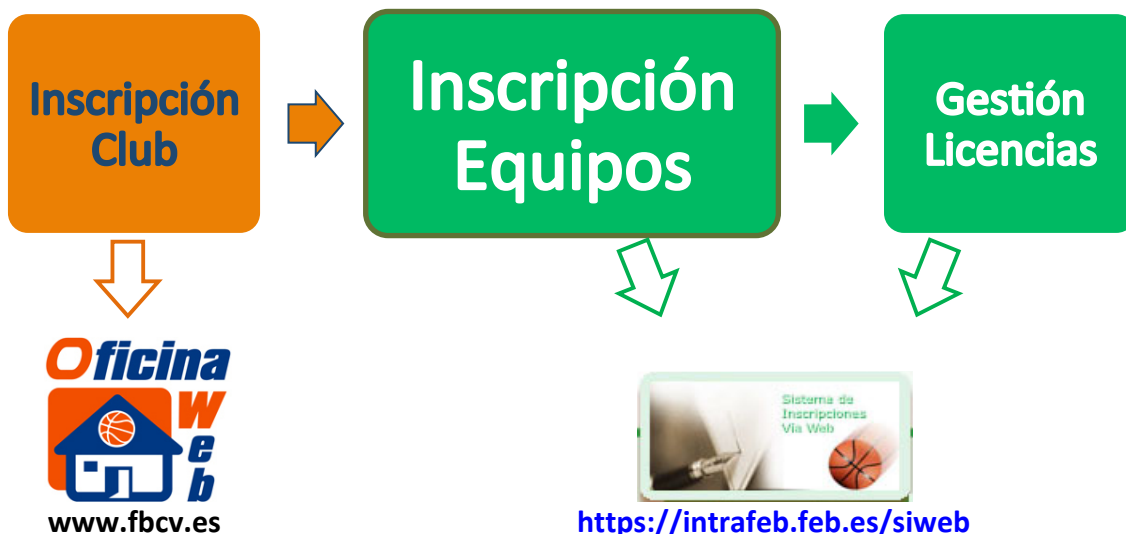 Inscripción
Club
Inscripción
Equipos
Gestión
Licencias
Oficina
Web
www.fbcv.es
Sistema de
Inscripciones
Via Web
https://intrafeb.feb.es/siweb